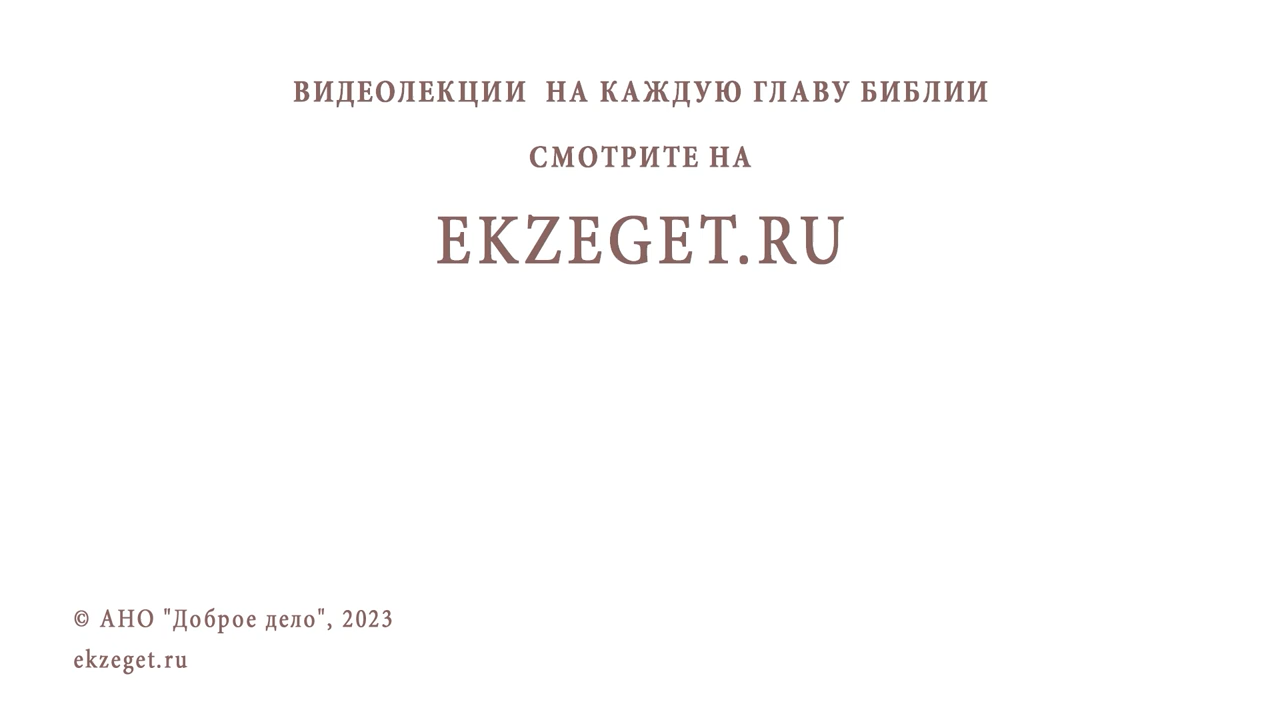 ВИДЕОЛЕКЦИИ НА КАЖДУЮ ГЛАВУ БИБЛИИ
СМОТРИТЕ НА
EKZEGET.RU
© АНО "Доброе дело", 2023
ekzeget.ru